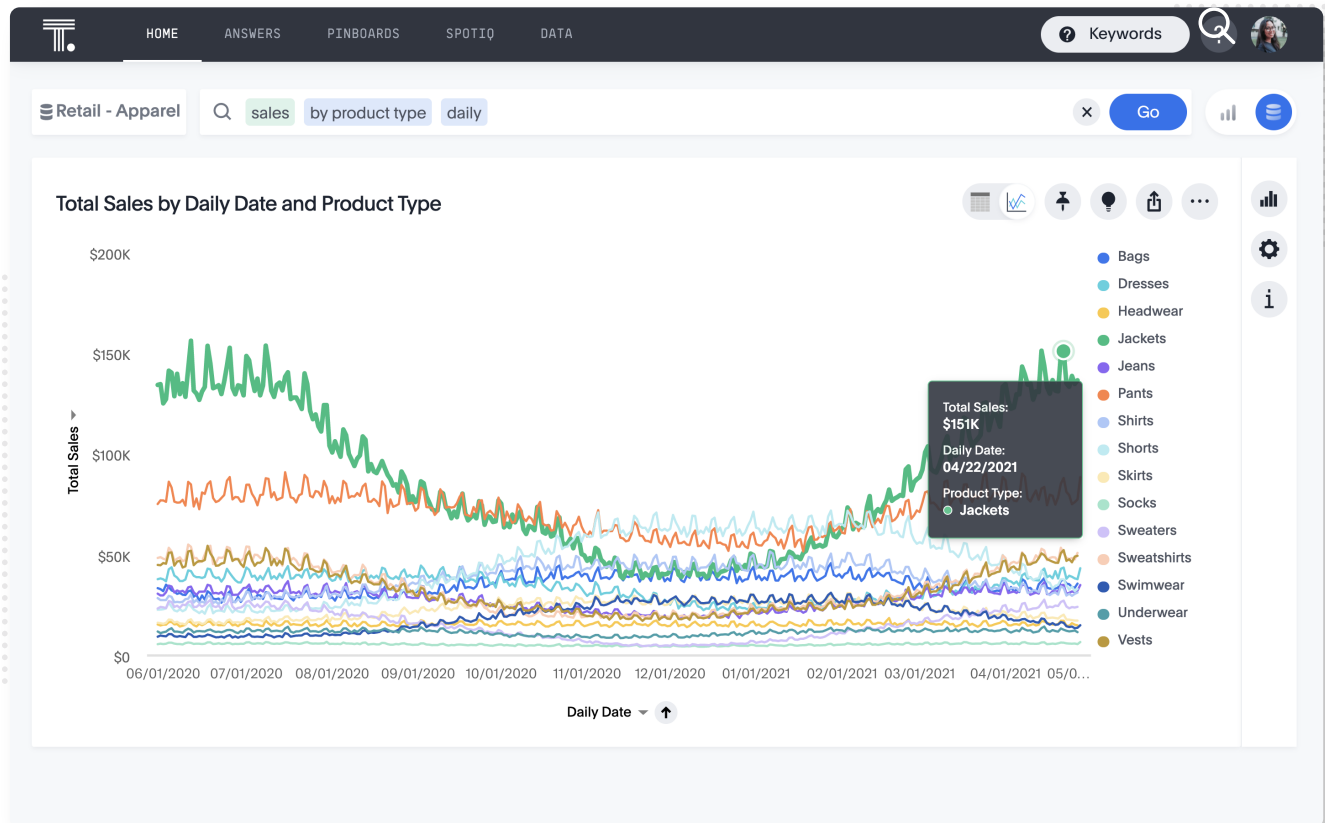 HOME ANSWERS PINBOARDS SPOTIQ DATA
Keywords
Retail - Apparel
sales by product type daily
Go
Total Sales by Daily Date and Product Type
$200K
$150K
$100K
$50K
$0
Total Sales
06/01/2020 07/01/2020 08/01/2020 09/01/2020 10/01/2020 11/01/2020 12/01/2020 01/01/2021 02/01/2021 03/01/2021 04/01/2021 05/0...
Daily Date
Total Sales:
$151K
Daily Date:
04/22/2021
Product Type:
Jackets
Bags
Dresses
Headwear
Jackets
Jeans
Pants
Shirts
Shorts
Skirts
Socks
Sweaters
Sweatshirts
Swimwear
Underwear
Vests